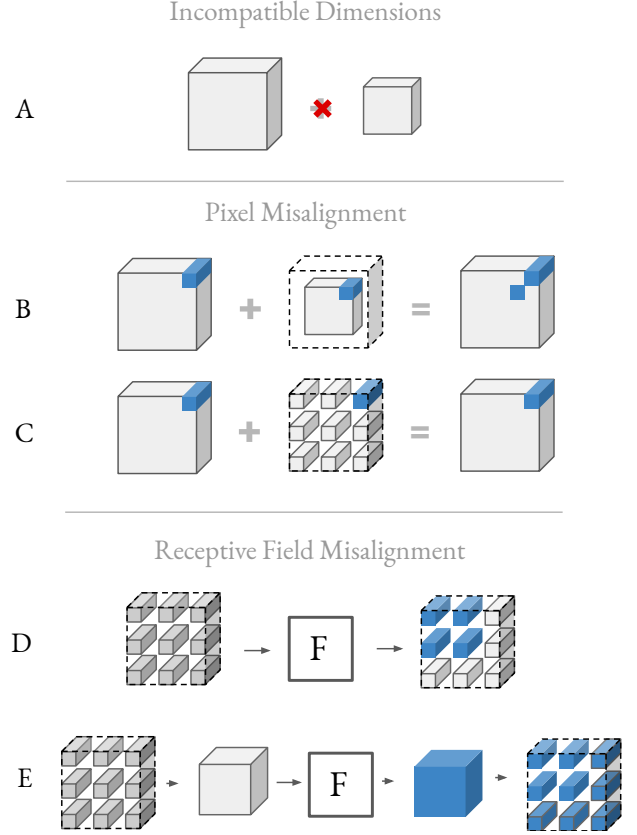 Incompatible Dimensions
A
Pixel Misalignment
B
+
=
C
+
=
Receptive Field Misalignment
D
F
E
F